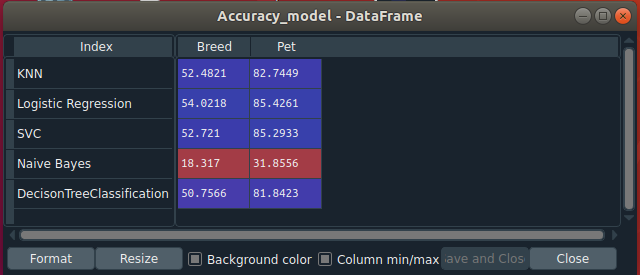 Accuracy_model - DataFrame
Index Breed Pet
KNN 52.4821 82.7449
Logistic Regression 54.0218 85.4261
SVC 52.721 85.2933
Naive Bayes 18.317 31.8556
DecisonTreeClassification 50.7566 81.8423
Format Resize Background color Column min/max ave and Clos Close